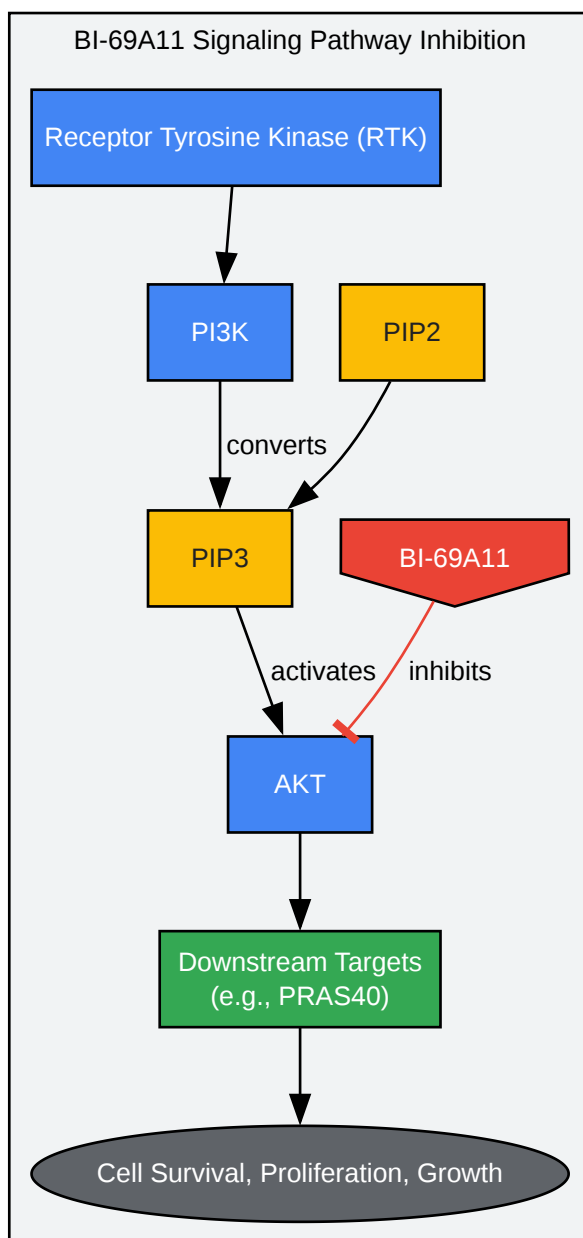 BI-69A11 Signaling Pathway Inhibition
Receptor Tyrosine Kinase (RTK)
PI3K
PIP2
converts
PIP3
BI-69A11
activates
inhibits
AKT
Downstream Targets
(e.g., PRAS40)
Cell Survival, Proliferation, Growth